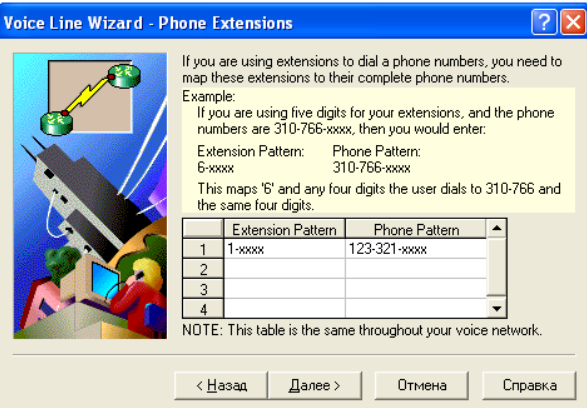 Voice Line Wizard - Phone Extensions
If you are using extensions to dial a phone numbers, you need to
map these extensions to their complete phone numbers.
Example:
If you are using five digits for your extensions, and the phone
numbers are 310-766-xxxx, then you would enter:
Extension Pattern: Phone Pattern:
6-xxxx 310-766-xxxx
This maps '6' and any four digits the user dials to 310-766 and
the same four digits.
Extension Pattern Phone Pattern
1 1-xxxx 123-321-xxxx
2
3
4
NOTE: This table is the same throughout your voice network.
< Назад Далее > Отмена Справка